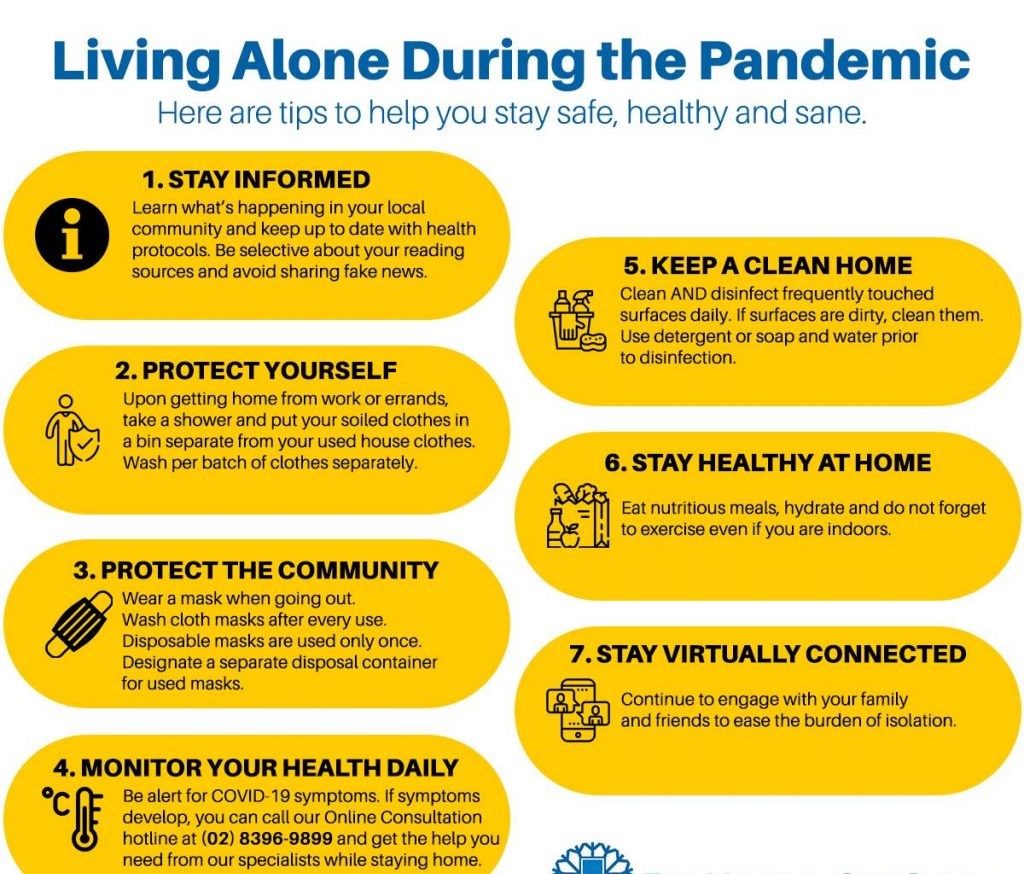 Living Alone During the Pandemic
Here are tips to help you stay safe, healthy and sane.
1. STAY INFORMED
Learn what's happening in your local
community and keep up to date with health
protocols. Be selective about your reading
sources and avoid sharing fake news.
2. PROTECT YOURSELF
Upon getting home from work or errands,
take a shower and put your soiled clothes in
a bin separate from your used house clothes.
Wash per batch of clothes separately.
3. PROTECT THE COMMUNITY
Wear a mask when going out.
Wash cloth masks after every use.
Disposable masks are used only once.
Designate a separate disposal container
for used masks.
4. MONITOR YOUR HEALTH DAILY
°C
Be alert for COVID-19 symptoms. If symptoms
develop, you can call our Online Consultation
hotline at (02) 8396-9899 and get the help you
need from our specialists while staying home.
5. KEEP A CLEAN HOME
Clean AND disinfect frequently touched
surfaces daily. If surfaces are dirty, clean them.
Use detergent or soap and water prior
to disinfection.
6. STAY HEALTHY AT HOME
Eat nutritious meals, hydrate and do not forget
to exercise even if you are indoors.
7. STAY VIRTUALLY CONNECTED
Continue to engage with your family
and friends to ease the burden of isolation.